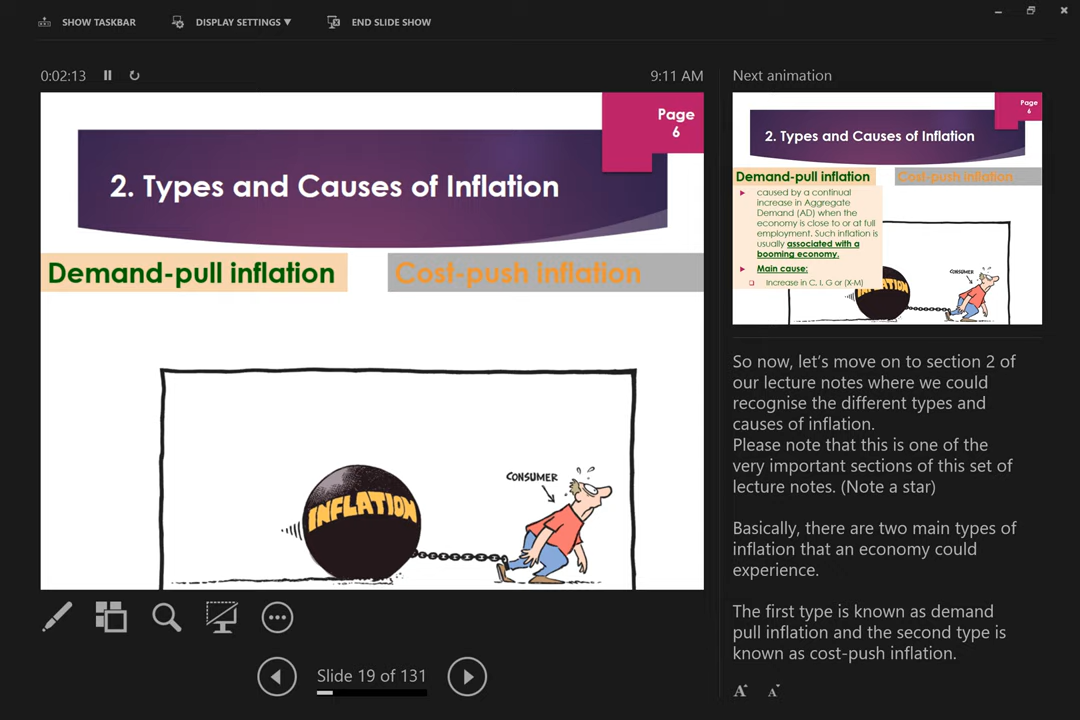 SHOW TASKBAR
DISPLAY SETTINGS ▼
END SLIDE SHOW
0:02:13
9:11 AM
Page
6
2. Types and Causes of Inflation
Demand-pull inflation
Cost-push inflation
CONSUMER
INFLATION
Slide 19 of 131
Next animation
Page
6
2. Types and Causes of Inflation
Demand-pull inflation
Cost-push inflation
caused by a continual
increase in Aggregate
Demand (AD) when the
economy is close to or at full
employment. Such inflation is
usually associated with a
booming economy.
Main cause:
Increase in C, I, G or (X-M)
CONSUMER
INFLATION
So now, let's move on to section 2 of
our lecture notes where we could
recognise the different types and
causes of inflation.
Please note that this is one of the
very important sections of this set of
lecture notes. (Note a star)
Basically, there are two main types of
inflation that an economy could
experience.
The first type is known as demand
pull inflation and the second type is
known as cost-push inflation.
A A